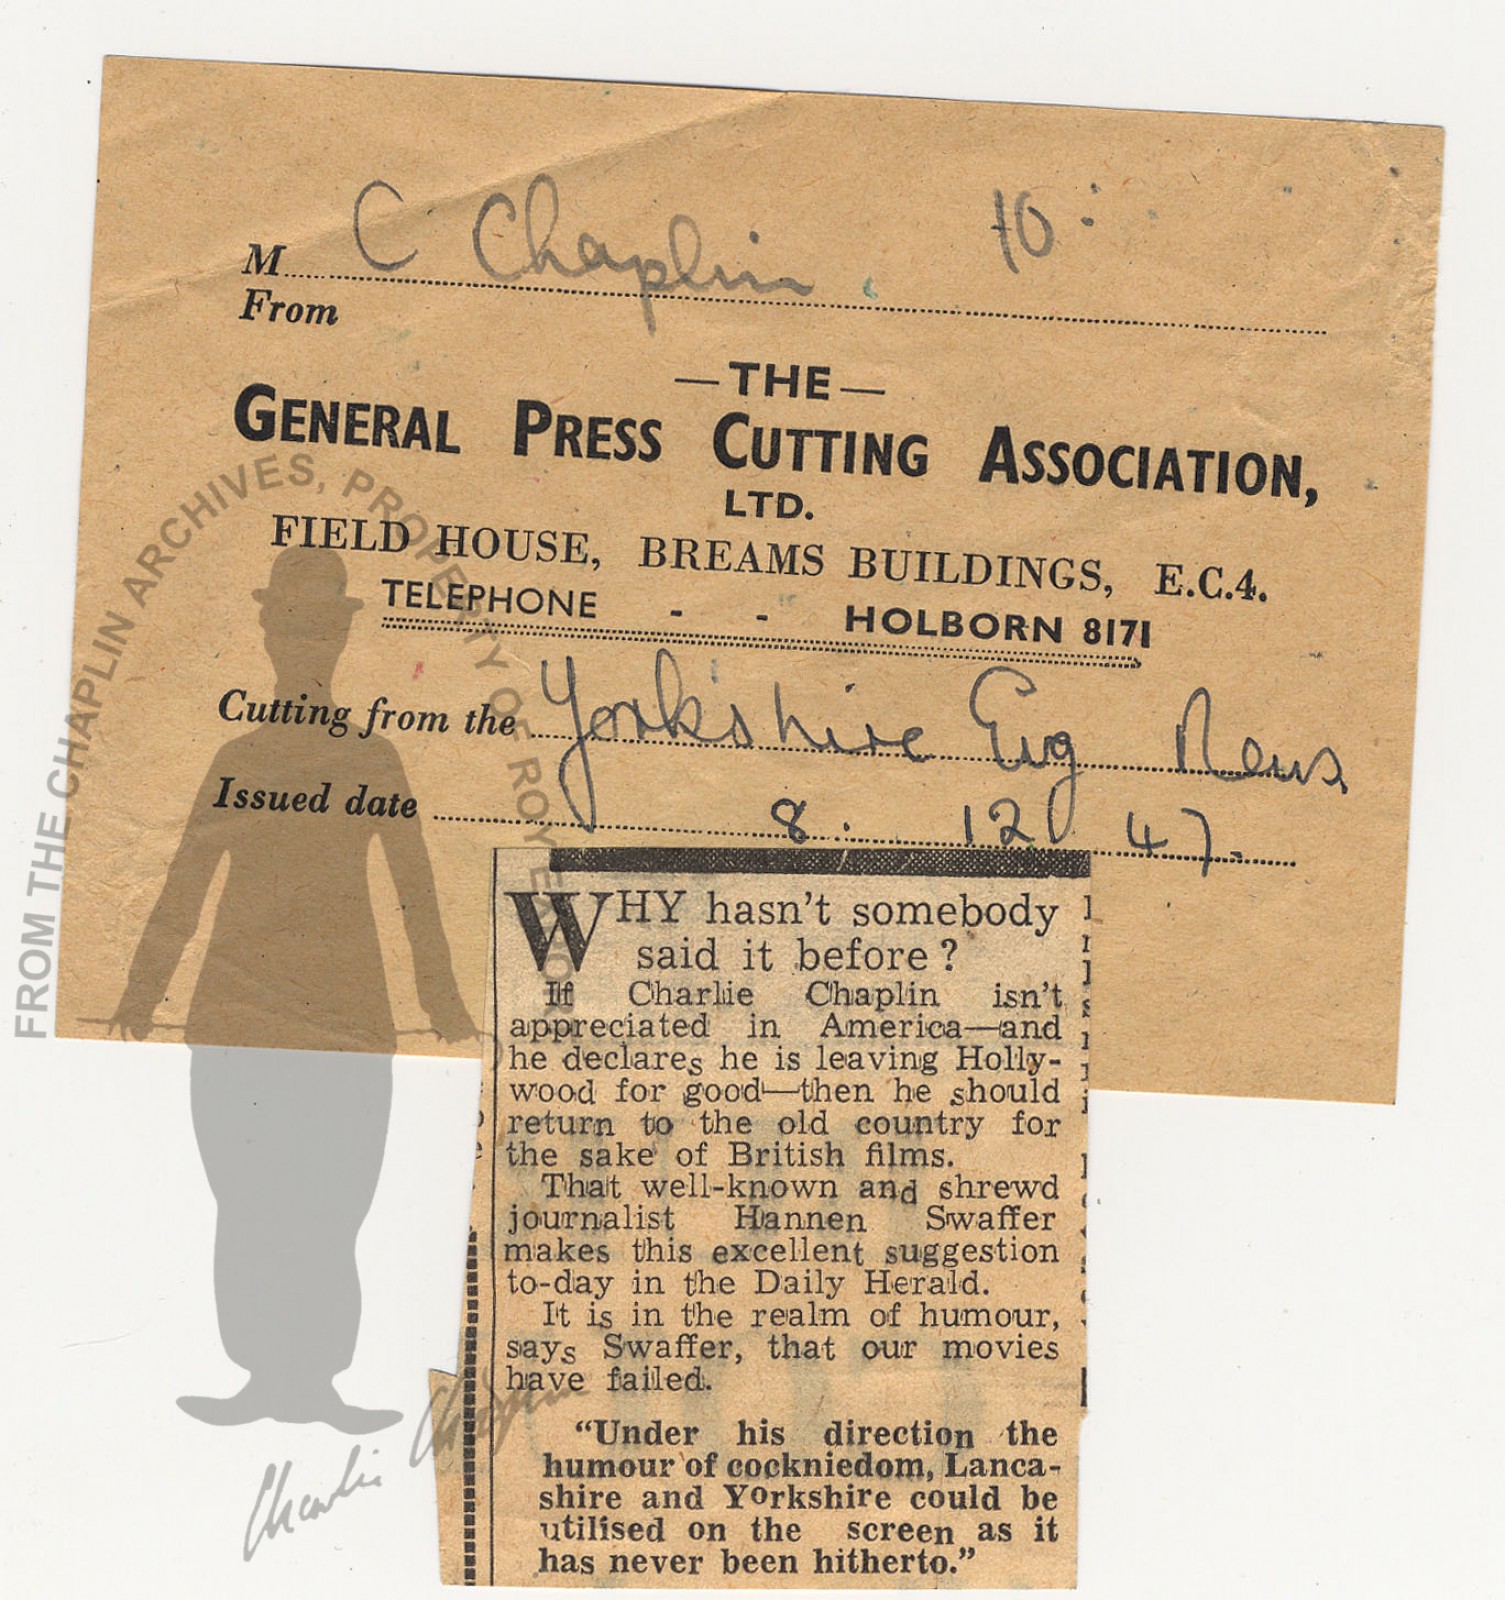 M C Chaplin 10
From
—THE—
GENERAL PRESS CUTTING ASSOCIATION,
LTD.
FIELD HOUSE, BREAMS BUILDINGS, E.C.4.
TELEPHONE - - HOLBORN 8171
Cutting from the Yorkshire Evg News
Issued date 8. 12 47.
WHY hasn't somebody
said it before?
If Charlie Chaplin isn't
appreciated in America—and
he declares he is leaving Holly-
wood for good—then he should
return to the old country for
the sake of British films.
That well-known and shrewd
journalist Hannen Swaffer
makes this excellent suggestion
to-day in the Daily Herald.
It is in the realm of humour,
says Swaffer, that our movies
have failed.
"Under his direction the
humour of cockniedom, Lanca-
shire and Yorkshire could be
utilised on the screen as it
has never been hitherto."
FROM THE CHAPLIN ARCHIVES, PROPERTY OF ROY EXPORT
Charlie Chaplin